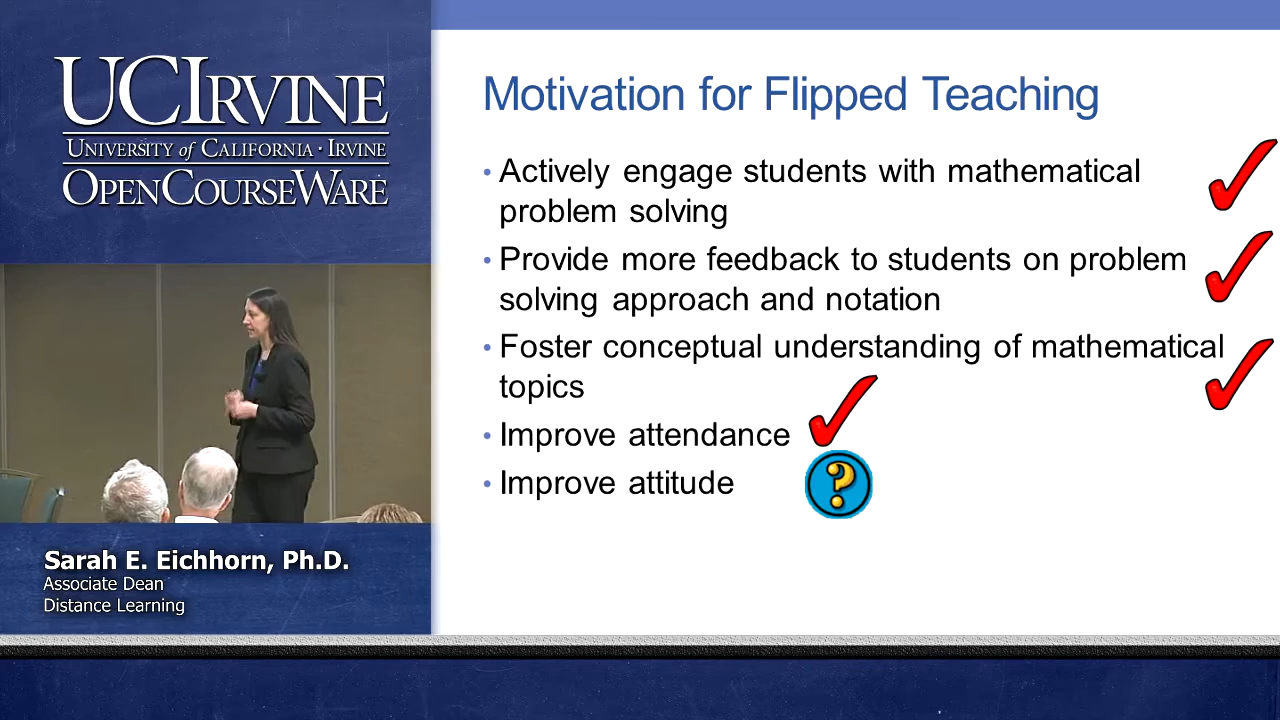 UCIRVINE
UNIVERSITY of CALIFORNIA · IRVINE
OPENCOURSEWARE
Sarah E. Eichhorn, Ph.D.
Associate Dean
Distance Learning
Motivation for Flipped Teaching
• Actively engage students with mathematical
problem solving
• Provide more feedback to students on problem
solving approach and notation
• Foster conceptual understanding of mathematical
topics
• Improve attendance
• Improve attitude
?